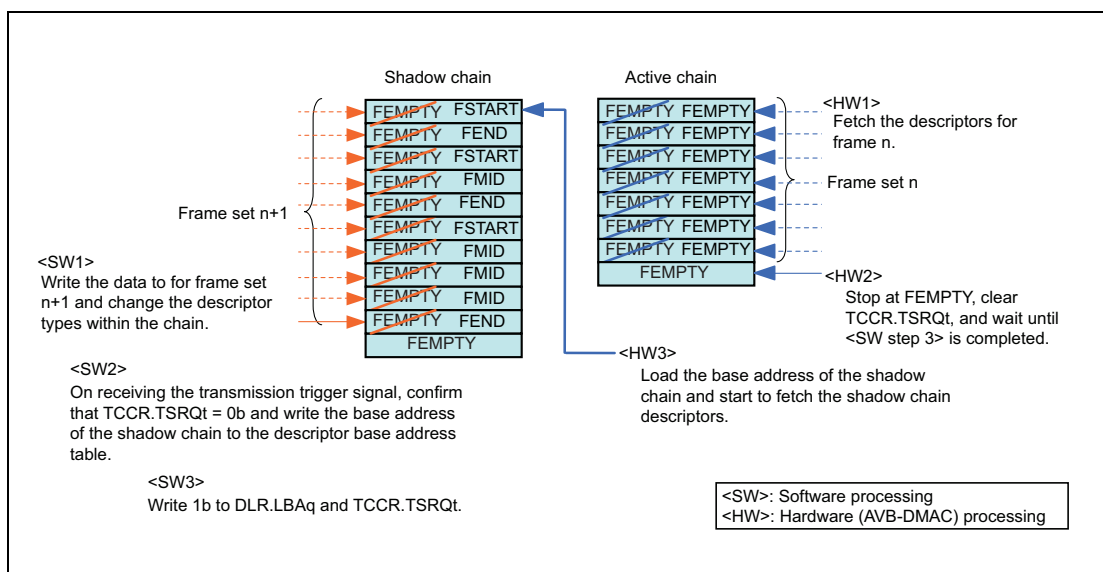 Shadow chain
Active chain
FEMPTY FSTART
FEMPTY FEND
FEMPTY FSTART
FEMPTY FMID
FEMPTY FEND
FEMPTY FSTART
FEMPTY FMID
FEMPTY FMID
FEMPTY FMID
FEMPTY FEND
FEMPTY
Frame set n+1
FEMPTY FEMPTY
FEMPTY FEMPTY
FEMPTY FEMPTY
FEMPTY FEMPTY
FEMPTY FEMPTY
FEMPTY FEMPTY
FEMPTY FEMPTY
FEMPTY
<HW1>
Fetch the descriptors for
frame n.
Frame set n
<HW2>
Stop at FEMPTY, clear
TCCR.TSRQt, and wait until
<SW step 3> is completed.
<SW1>
Write the data to for frame set
n+1 and change the descriptor
types within the chain.
<SW2>
On receiving the transmission trigger signal, confirm
that TCCR.TSRQt = 0b and write the base address
of the shadow chain to the descriptor base address
table.
<HW3>
Load the base address of the shadow
chain and start to fetch the shadow chain
descriptors.
<SW3>
Write 1b to DLR.LBAq and TCCR.TSRQt.
<SW>: Software processing
<HW>: Hardware (AVB-DMAC) processing